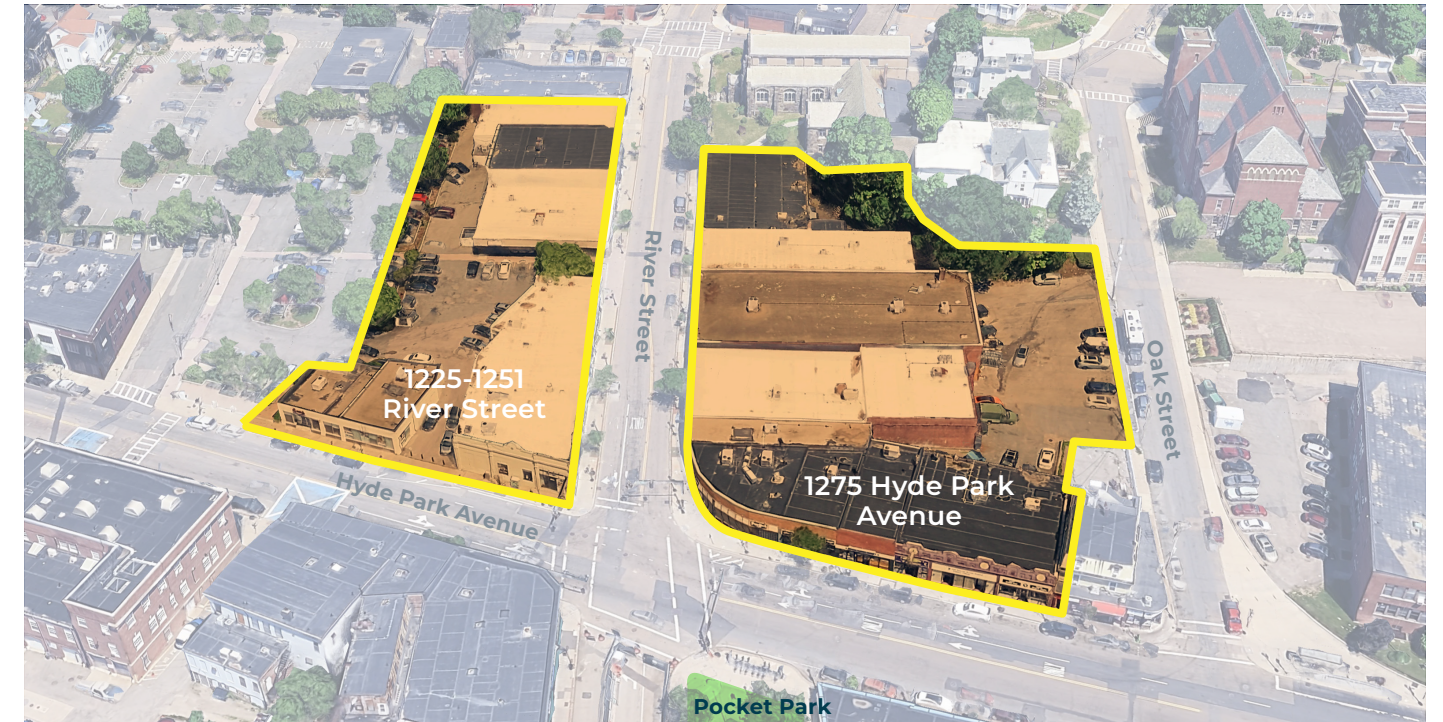 River Street
1225-1251
River Street
Oak Street
Hyde Park Avenue
1275 Hyde Park
Avenue
Pocket Park